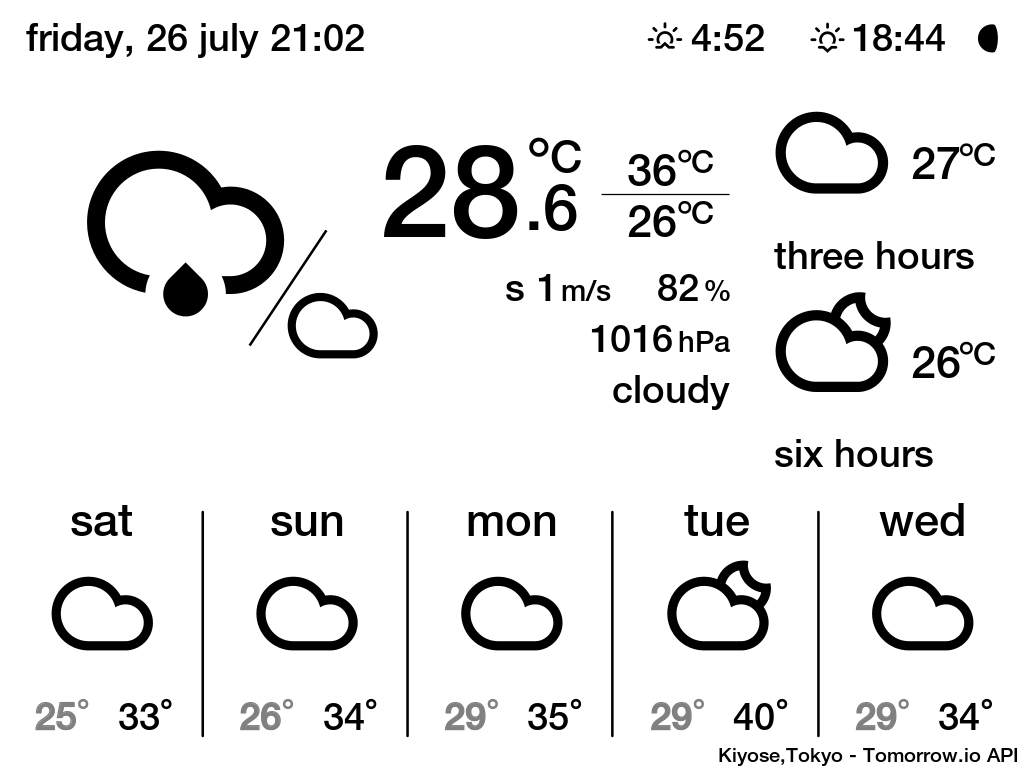 friday, 26 july 21:02 4:52 18:44
28.6°C 36°C 27°C
26°C
three hours
s 1 m/s 82 %
1016 hPa
26°C
cloudy
six hours
sat sun mon tue wed
25° 33° 26° 34° 29° 35° 29° 40° 29° 34°
Kiyose,Tokyo - Tomorrow.io API